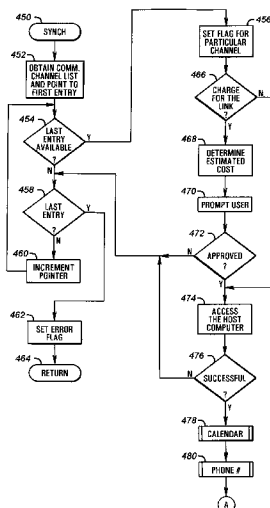 450
SYNCH
452
OBTAIN COMM.
CHANNEL LIST
AND POINT TO
FIRST ENTRY
454
LAST
ENTRY
AVAILABLE
?
Y
N
458
LAST
ENTRY
?
Y
N
460
INCREMENT
POINTER
462
SET ERROR
FLAG
464
RETURN
456
SET FLAG FOR
PARTICULAR
CHANNEL
466
CHARGE
FOR THE
LINK
?
N
Y
468
DETERMINE
ESTIMATED
COST
470
PROMPT USER
472
APPROVED
?
N
Y
474
ACCESS
THE HOST
COMPUTER
476
SUCCESSFUL
?
N
Y
478
CALENDAR
480
PHONE #
A